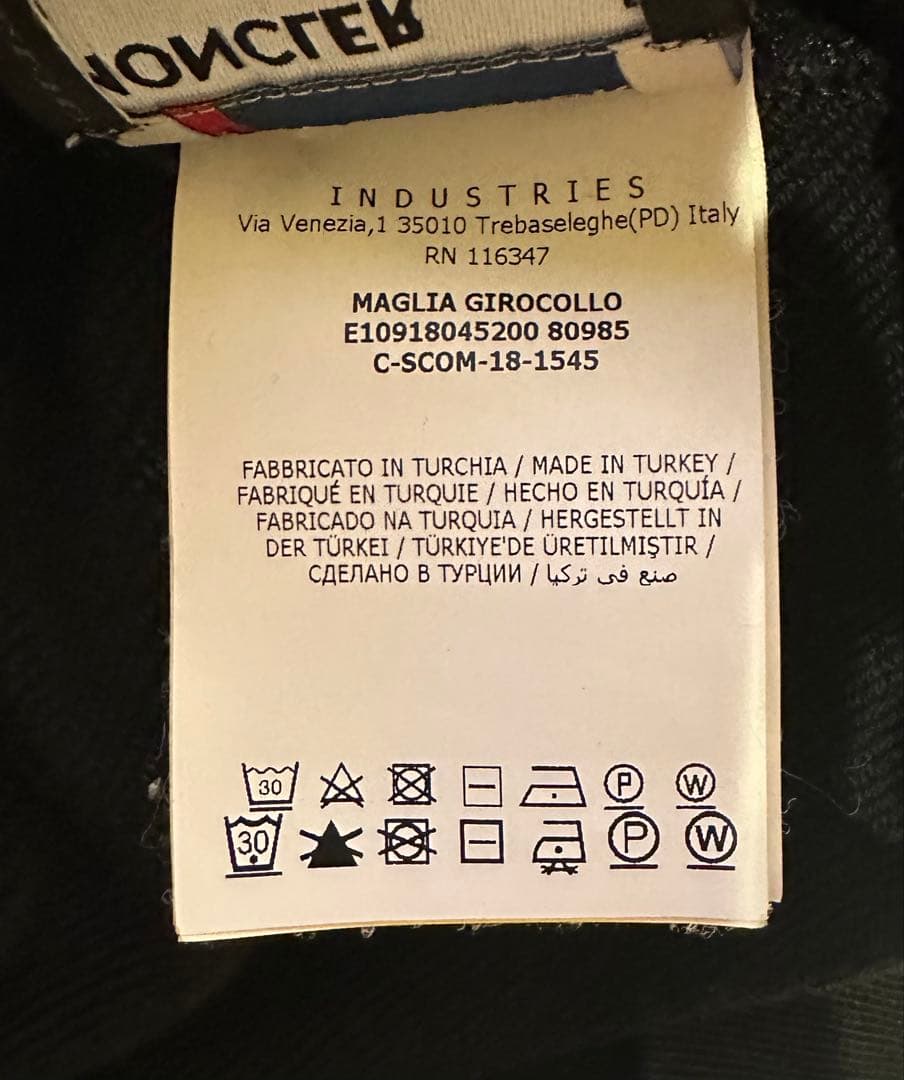 MONCLER
INDUSTRIES
Via Venezia,1 35010 Trebaseleghe(PD) Italy
RN 116347
MAGLIA GIROCOLLO
E10918045200 80985
C-SCOM-18-1545
FABBRICATO IN TURCHIA / MADE IN TURKEY /
FABRIQUÉ EN TURQUIE / HECHO EN TURQUÍA /
FABRICADO NA TURQUIA / HERGESTELLT IN
DER TÜRKEI / TÜRKIYE'DE ÜRETILMIŞTIR /
СДЕЛАНО В ТУРЦИИ / صنع في تركيا
30 P W
30 P W